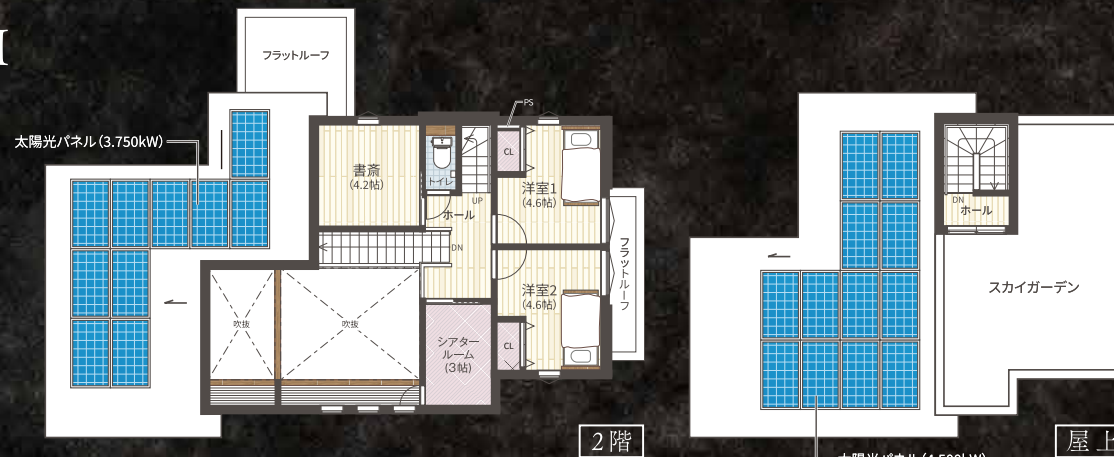 フラットルーフ
太陽光パネル(3.750kW)
PS
書斎
(4.2帖)
トイレ
CL
洋室1
(4.6帖)
UP
ホール
DN
フラットルーフ
吹抜
吹抜
洋室2
(4.6帖)
シアター
ルーム
(3帖)
CL
2階
DN
ホール
スカイガーデン
屋上